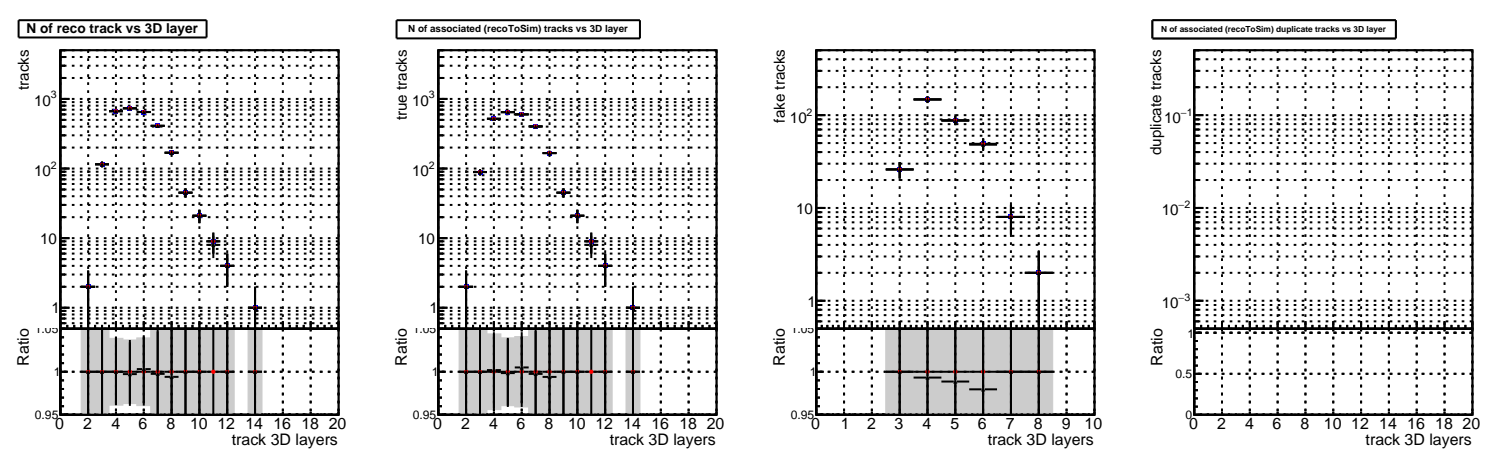 N of reco track vs 3D layer
tracks
10³
10²
10
1
Ratio
1.05
1
0.95
0 2 4 6 8 10 12 14 16 18 20
track 3D layers
N of associated (recoToSim) tracks vs 3D layer
true tracks
10³
10²
10
1
Ratio
1.05
1
0.95
0 2 4 6 8 10 12 14 16 18 20
track 3D layers
fake tracks
10²
10
1
Ratio
1.05
1
0.95
0 1 2 3 4 5 6 7 8 9 10
track 3D layers
N of associated (recoToSim) duplicate tracks vs 3D layer
duplicate tracks
10⁻¹
10⁻²
10⁻³
Ratio
1
0.5
0
0 2 4 6 8 10 12 14 16 18 20
track 3D layers